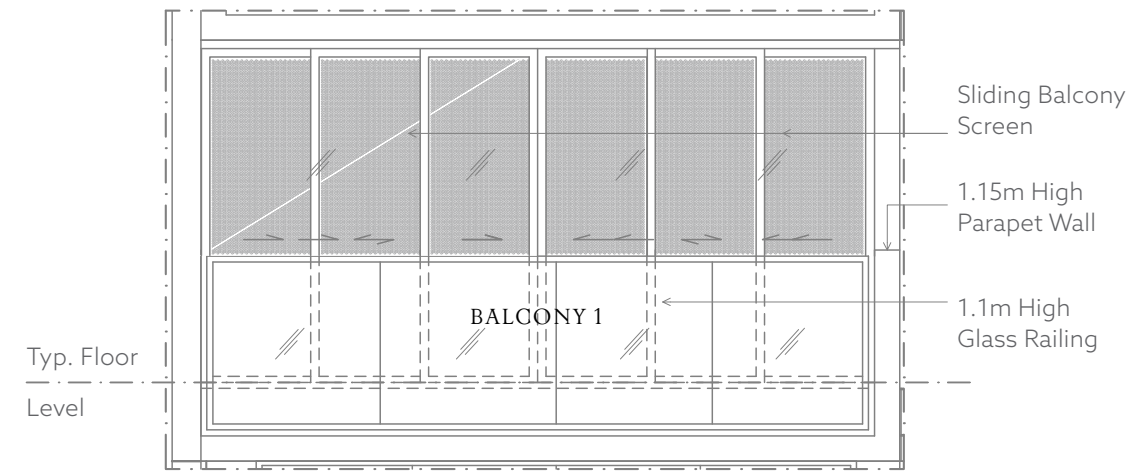 Sliding Balcony
Screen
1.15m High
Parapet Wall
1.1m High
Glass Railing
BALCONY 1
Typ. Floor
Level